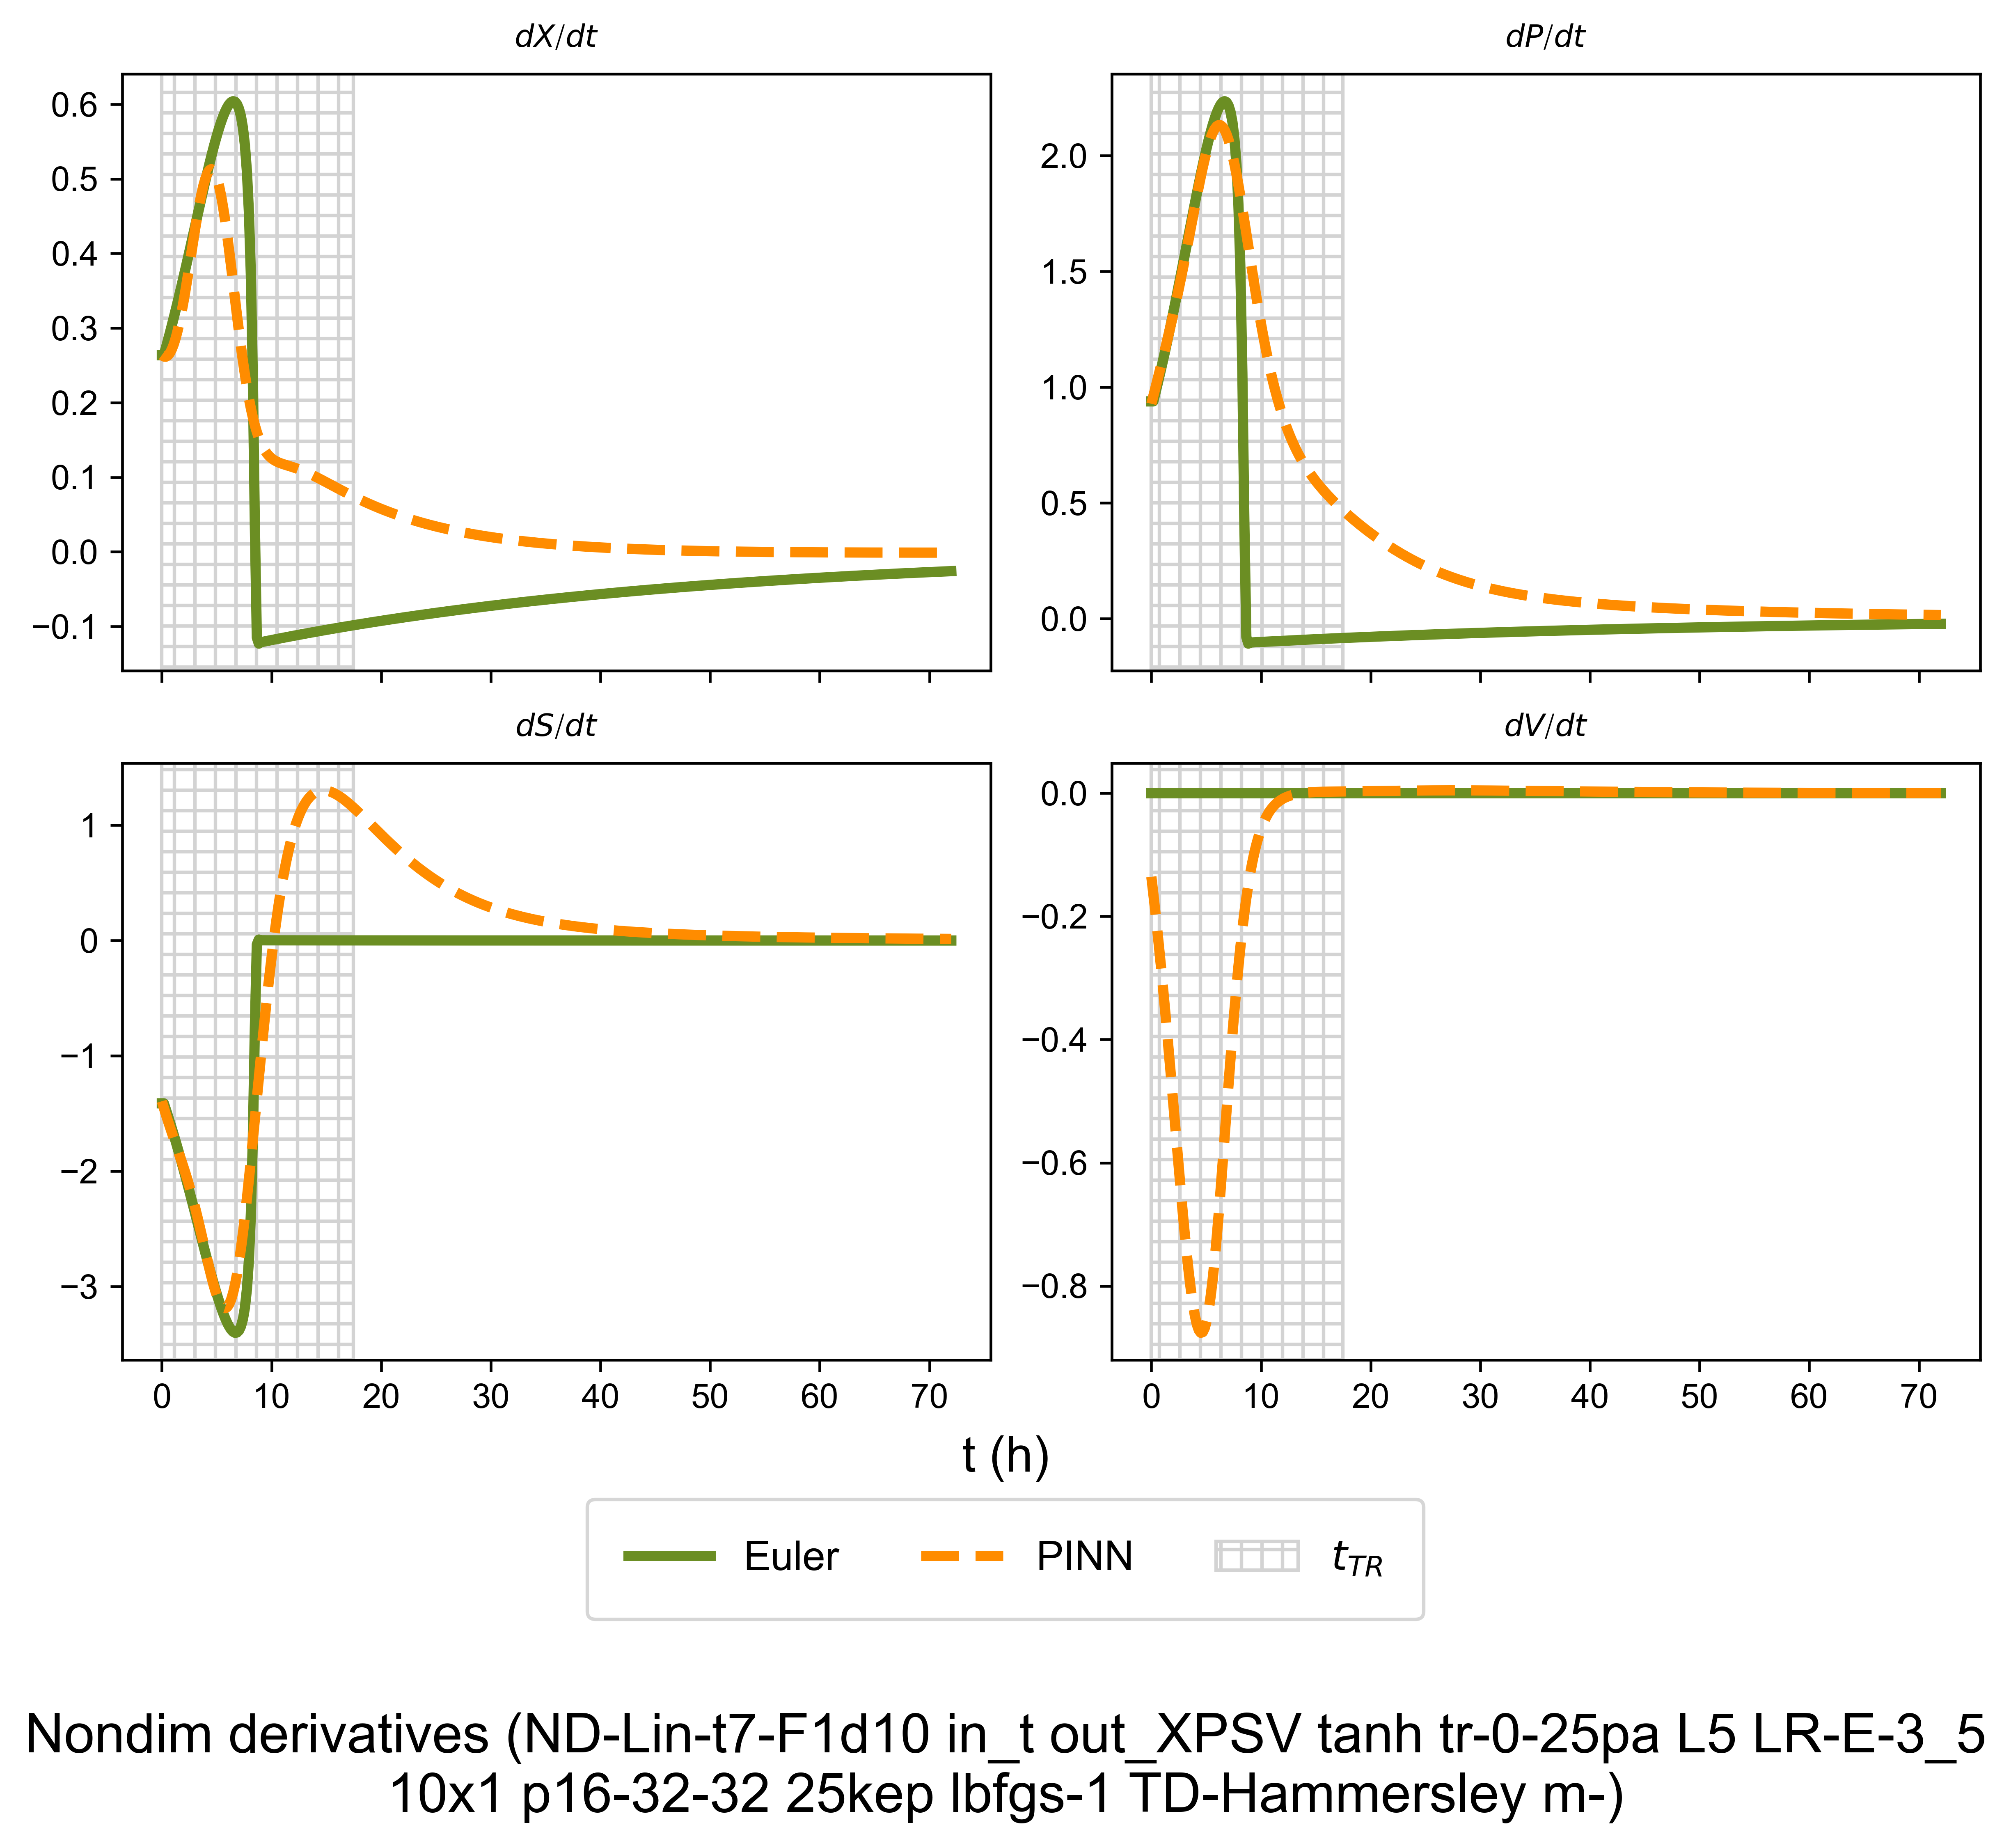 dX/dt
dP/dt
0.6
0.5
0.4
0.3
0.2
0.1
0.0
−0.1
2.0
1.5
1.0
0.5
0.0
dS/dt
dV/dt
1
0
−1
−2
−3
0 10 20 30 40 50 60 70
0.0
−0.2
−0.4
−0.6
−0.8
0 10 20 30 40 50 60 70
t (h)
Euler PINN t_{TR}
Nondim derivatives (ND-Lin-t7-F1d10 in_t out_XPSV tanh tr-0-25pa L5 LR-E-3_5
10x1 p16-32-32 25kep lbfgs-1 TD-Hammersley m-)